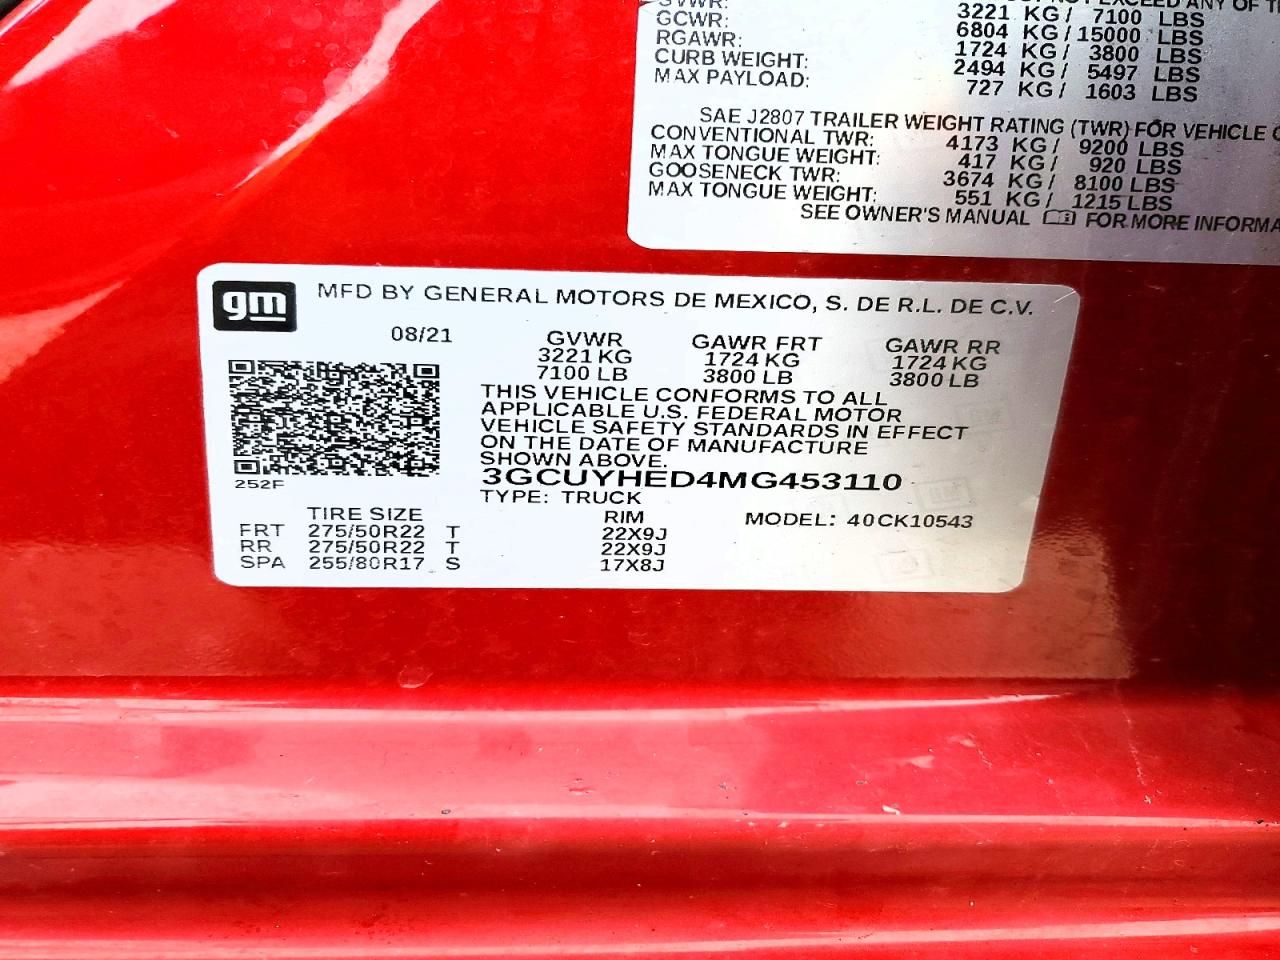 GVWR: 3221 KG / 7100 LBS
GCWR: 6804 KG / 15000 LBS
RGAWR: 1724 KG / 3800 LBS
CURB WEIGHT: 2494 KG / 5497 LBS
MAX PAYLOAD: 727 KG / 1603 LBS
SAE J2807 TRAILER WEIGHT RATING (TWR) FOR VEHICLE
CONVENTIONAL TWR: 4173 KG / 9200 LBS
MAX TONGUE WEIGHT: 417 KG / 920 LBS
GOOSENECK TWR: 3674 KG / 8100 LBS
MAX TONGUE WEIGHT: 551 KG / 1215 LBS
SEE OWNER'S MANUAL FOR MORE INFORMA
gm MFD BY GENERAL MOTORS DE MEXICO, S. DE R.L. DE C.V.
08/21 GVWR GAWR FRT GAWR RR
3221 KG 1724 KG 1724 KG
7100 LB 3800 LB 3800 LB
THIS VEHICLE CONFORMS TO ALL
APPLICABLE U.S. FEDERAL MOTOR
VEHICLE SAFETY STANDARDS IN EFFECT
ON THE DATE OF MANUFACTURE
SHOWN ABOVE.
252F
3GCUYHED4MG453110
TYPE: TRUCK
TIRE SIZE RIM MODEL: 40CK10543
FRT 275/50R22 T 22X9J
RR 275/50R22 T 22X9J
SPA 255/80R17 S 17X8J